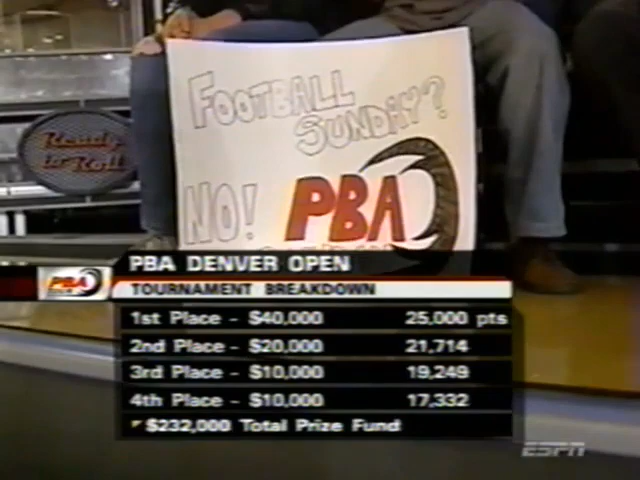 FOOTBALL
SUNDAY?
NO! PBA
Ready
to Roll
PBA DENVER OPEN
PBA
TOURNAMENT BREAKDOWN
1st Place - $40,000 25,000 pts
2nd Place - $20,000 21,714
3rd Place - $10,000 19,249
4th Place - $10,000 17,332
$232,000 Total Prize Fund
ESPN